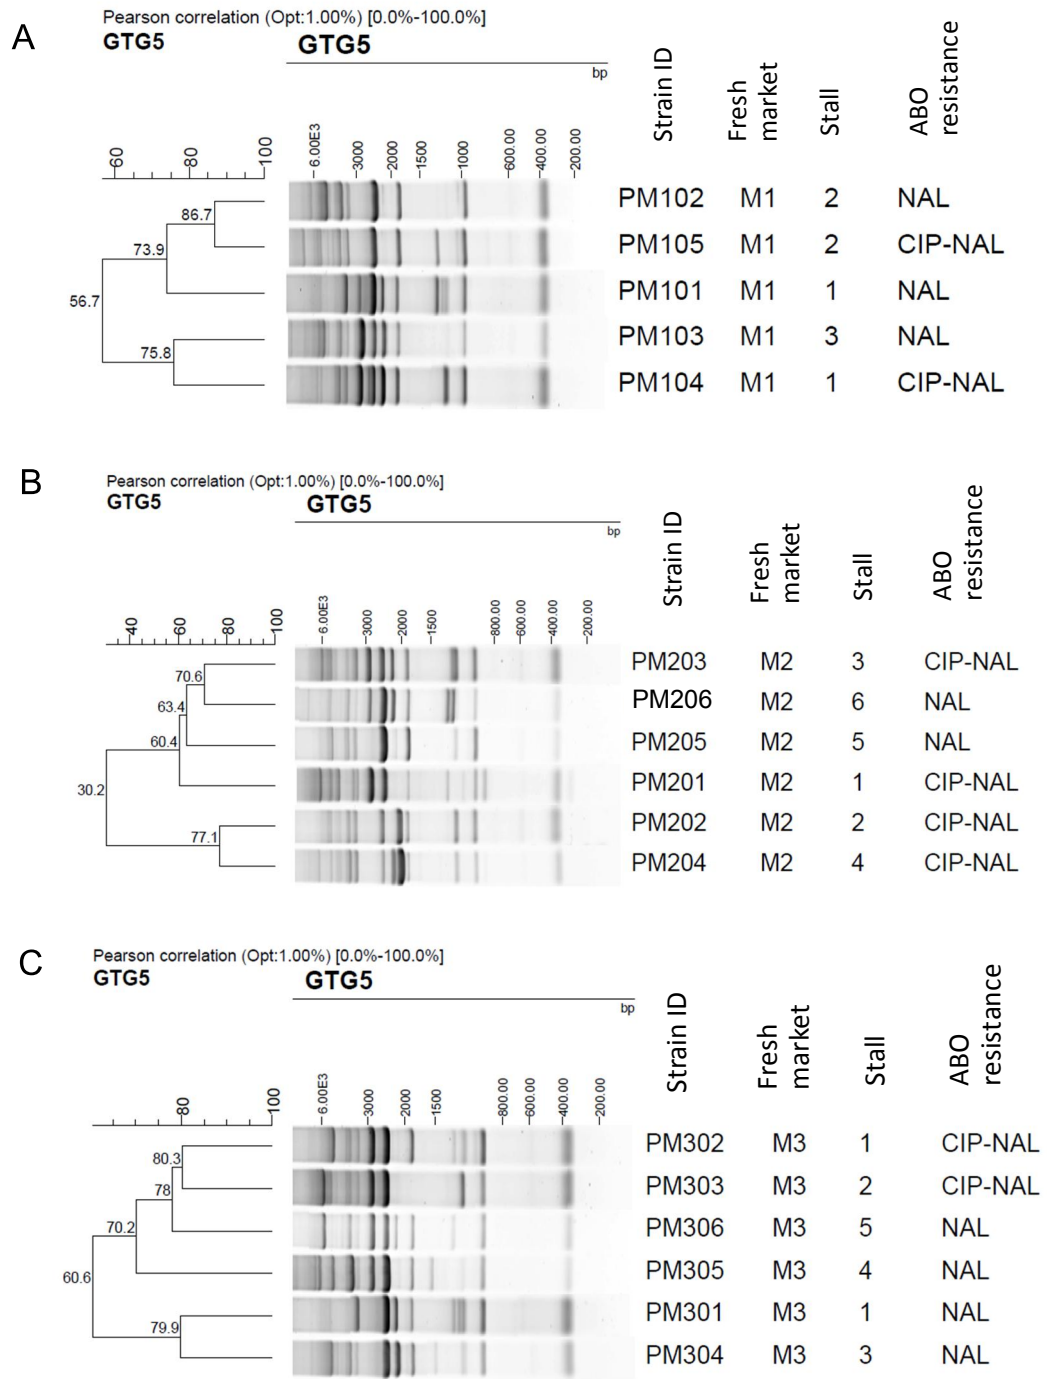 A
Pearson correlation (Opt:1.00%) [0.0%-100.0%]
GTG5
GTG5
bp
Strain ID
Fresh market
Stall
ABO resistance
60
80
100
6.00E3
3000
2000
1500
1000
600.00
400.00
200.00
86.7
73.9
56.7
75.8
PM102 M1 2 NAL
PM105 M1 2 CIP-NAL
PM101 M1 1 NAL
PM103 M1 3 NAL
PM104 M1 1 CIP-NAL
B
Pearson correlation (Opt:1.00%) [0.0%-100.0%]
GTG5
GTG5
bp
Strain ID
Fresh market
Stall
ABO resistance
40
60
80
100
6.00E3
3000
2000
1500
800.00
600.00
400.00
200.00
70.6
63.4
60.4
30.2
77.1
PM203 M2 3 CIP-NAL
PM206 M2 6 NAL
PM205 M2 5 NAL
PM201 M2 1 CIP-NAL
PM202 M2 2 CIP-NAL
PM204 M2 4 CIP-NAL
C
Pearson correlation (Opt:1.00%) [0.0%-100.0%]
GTG5
GTG5
bp
Strain ID
Fresh market
Stall
ABO resistance
80
100
6.00E3
3000
2000
1500
800.00
600.00
400.00
200.00
80.3
78
70.2
60.6
79.9
PM302 M3 1 CIP-NAL
PM303 M3 2 CIP-NAL
PM306 M3 5 NAL
PM305 M3 4 NAL
PM301 M3 1 NAL
PM304 M3 3 NAL